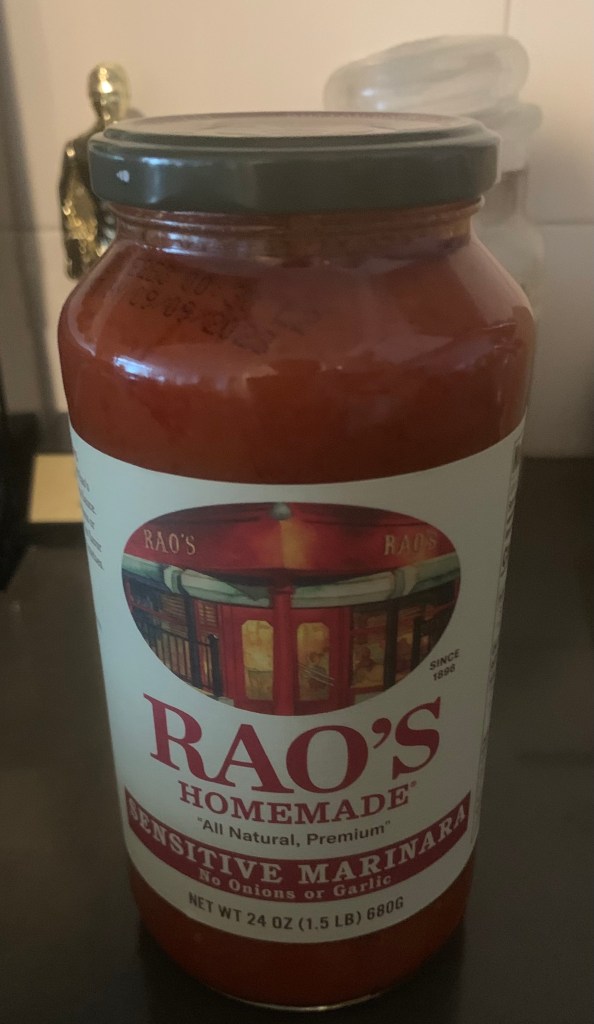 RAO'S RAO'S
SINCE
1896
RAO'S
HOMEMADE®
"All Natural, Premium"
SENSITIVE MARINARA
No Onions or Garlic
NET WT 24 OZ (1.5 LB) 680G